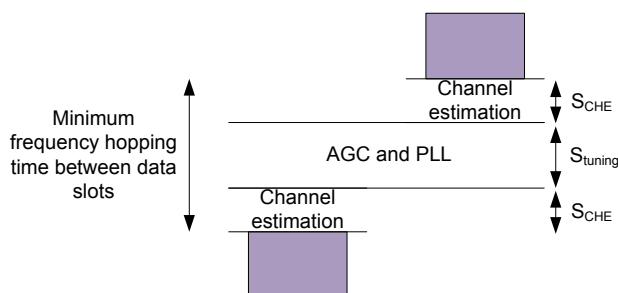 Channel
estimation
S_CHE
Minimum
frequency hopping
time between data
slots
AGC and PLL
S_tuning
Channel
estimation
S_CHE